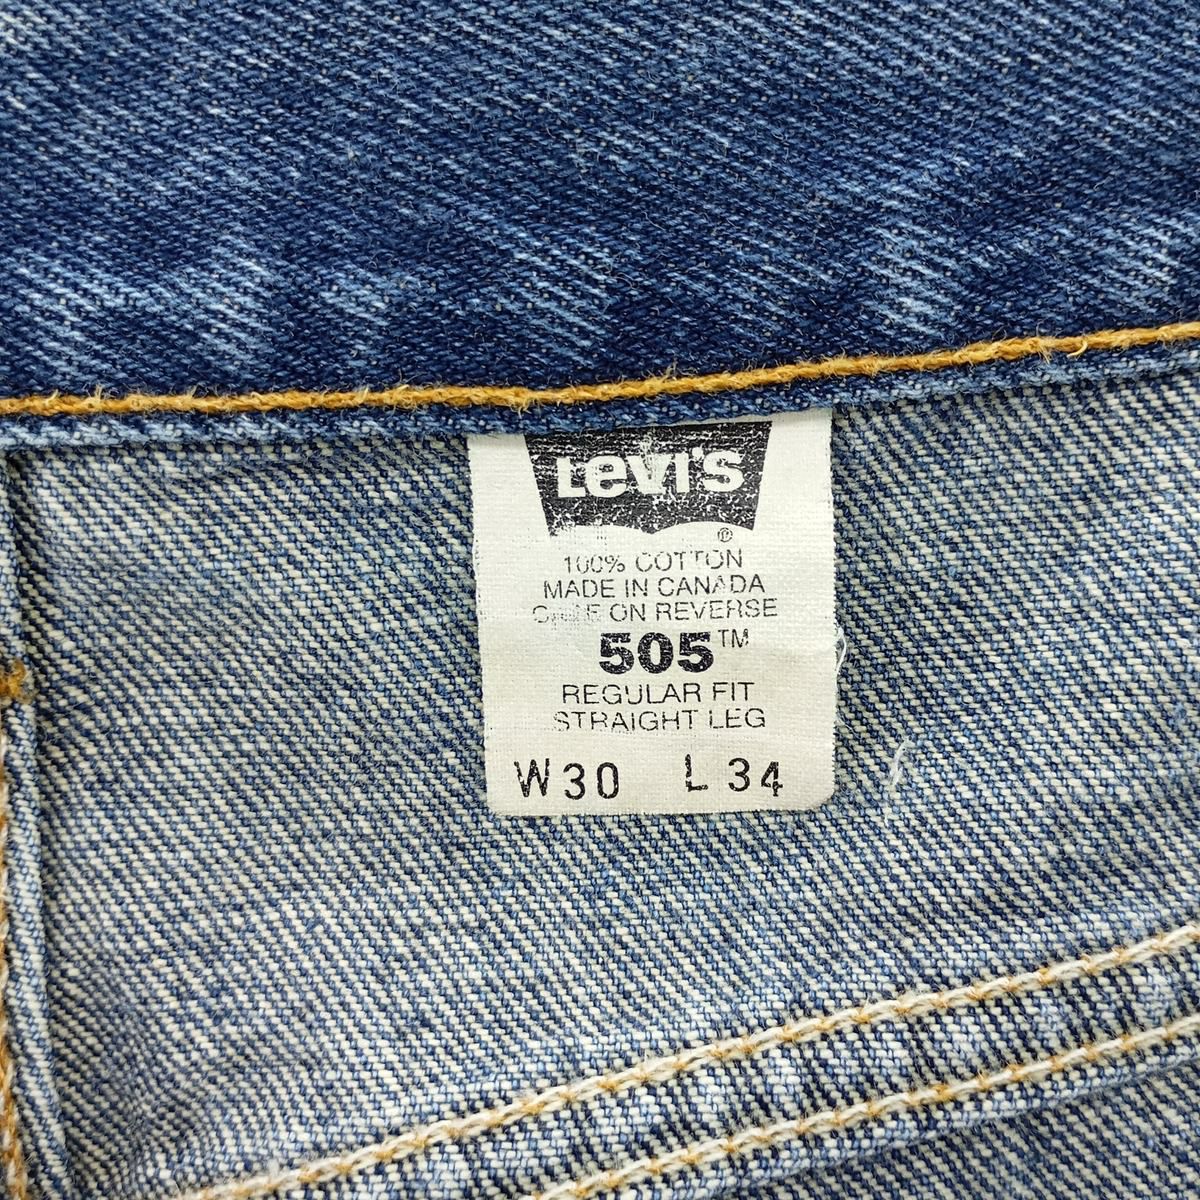 Levi's
®
100% COTTON
MADE IN CANADA
ON REVERSE
505™
REGULAR FIT
STRAIGHT LEG
W30 L34